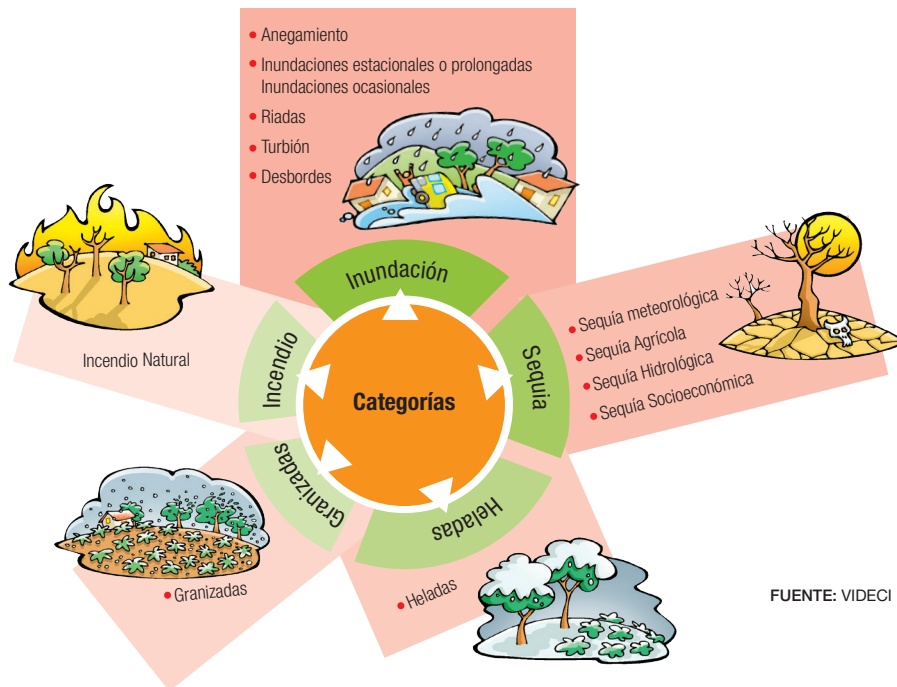 Anegamiento
Inundaciones estacionales o prolongadas
Inundaciones ocasionales
Riadas
Turbión
Desbordes
Inundación
Sequía meteorológica
Sequía Agrícola
Sequía Hidrológica
Sequía Socioeconómica
Sequia
Incendio Natural
Incendio
Categorías
Granizadas
Heladas
Granizadas
Heladas
FUENTE: VIDECI